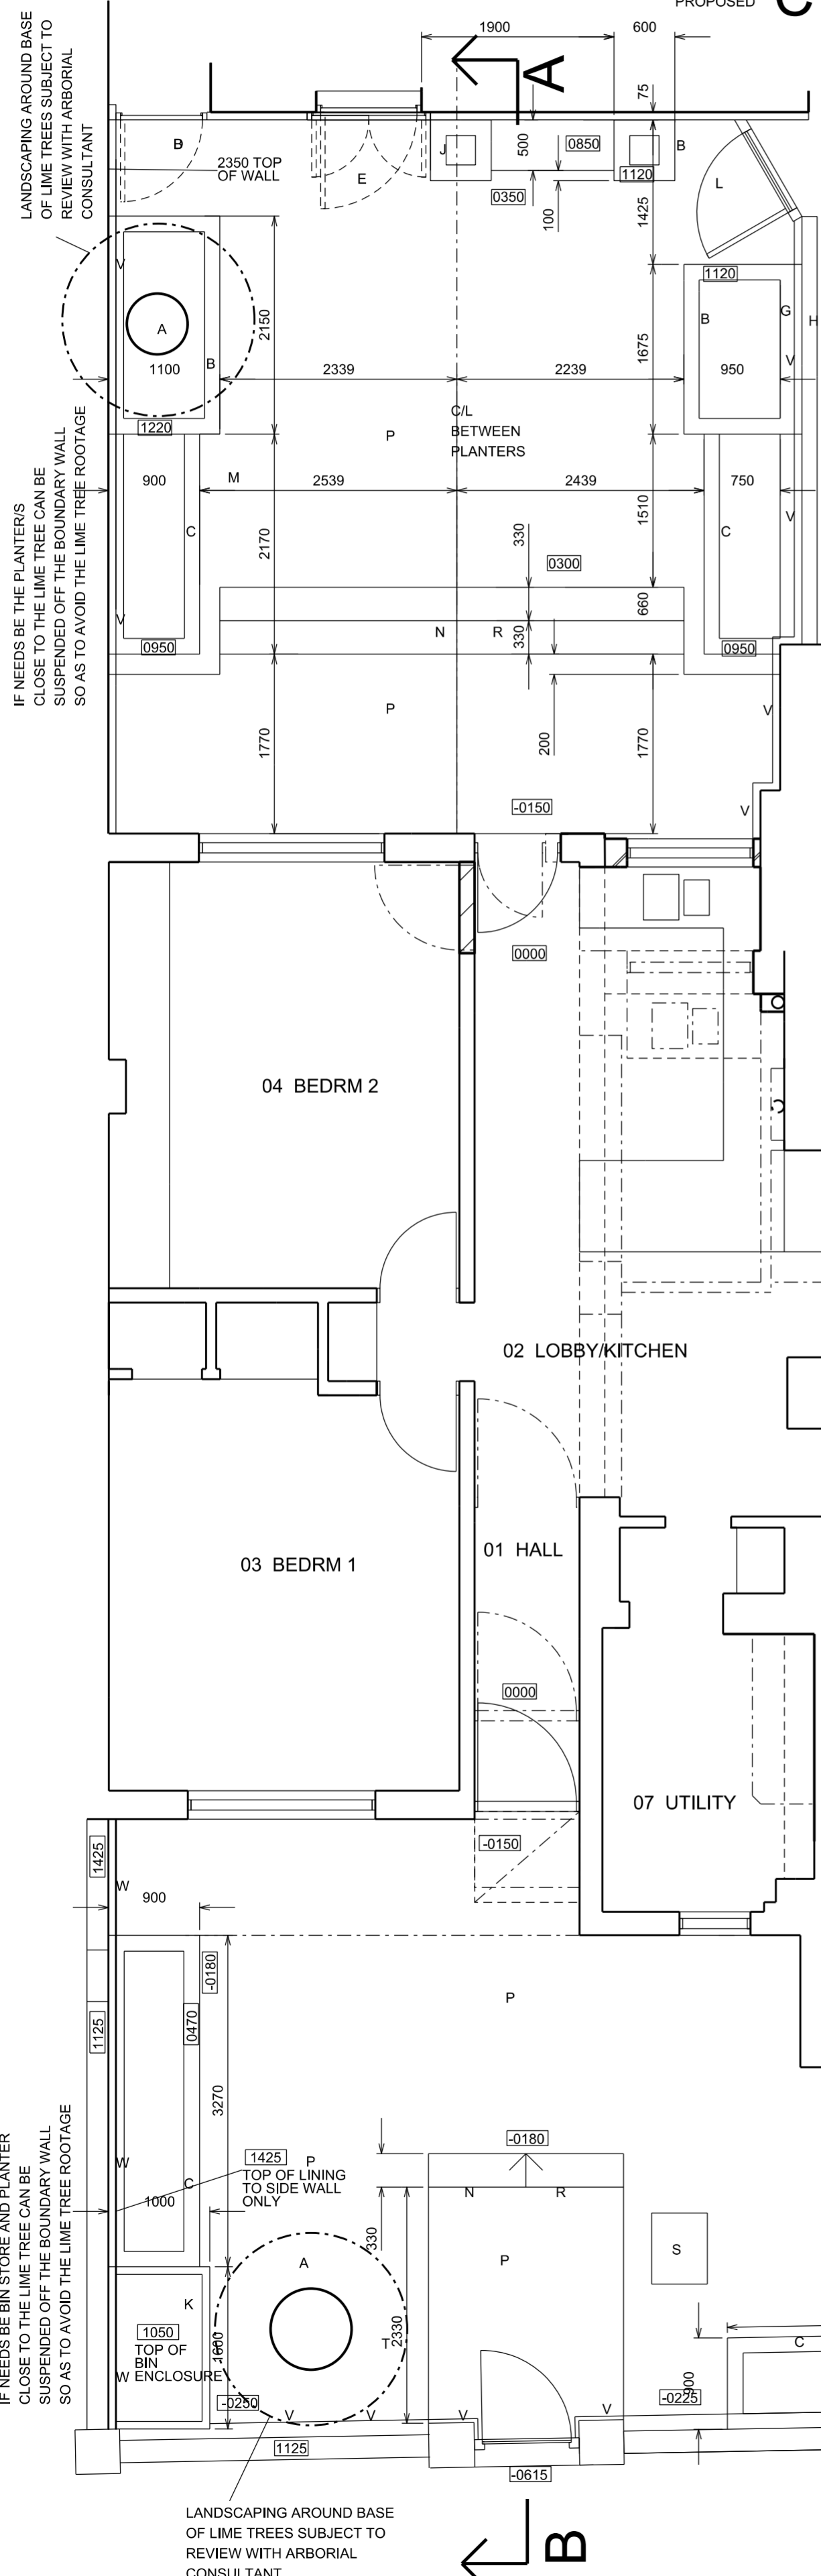 PROPOSED
C
LANDSCAPING AROUND BASE
OF LIME TREES SUBJECT TO
REVIEW WITH ARBORIAL
CONSULTANT
1900
600
A
75
D
2350 TOP
OF WALL
E
J
500
0850
B
1120
L
0350
100
1425
1120
V
A
2150
B
G
H
1675
B
V
1100
2339
2239
950
1220
C/L
BETWEEN
PLANTERS
P
IF NEEDS BE THE PLANTER/S
CLOSE TO THE LIME TREE CAN BE
SUSPENDED OFF THE BOUNDARY WALL
SO AS TO AVOID THE LIME TREE ROOTAGE
900
M
2539
2439
750
C
2170
330
1510
C
V
0300
660
V
0950
N
R
330
0950
P
1770
200
1770
V
-0150
V
0000
04 BEDRM 2
02 LOBBY/KITCHEN
01 HALL
03 BEDRM 1
0000
07 UTILITY
-0150
1425
W
900
-0180
1125
0470
P
3270
IF NEEDS BE BIN STORE AND PLANTER
CLOSE TO THE LIME TREE CAN BE
SUSPENDED OFF THE BOUNDARY WALL
SO AS TO AVOID THE LIME TREE ROOTAGE
-0180
W
1425
P
TOP OF LINING
TO SIDE WALL
ONLY
C
1000
N
R
330
S
A
P
K
1050
TOP OF
BIN
ENCLOSURE
W
1600
T
2330
C
900
-0250
V
V
V
V
-0225
1125
-0615
LANDSCAPING AROUND BASE
OF LIME TREES SUBJECT TO
REVIEW WITH ARBORIAL
CONSULTANT
B